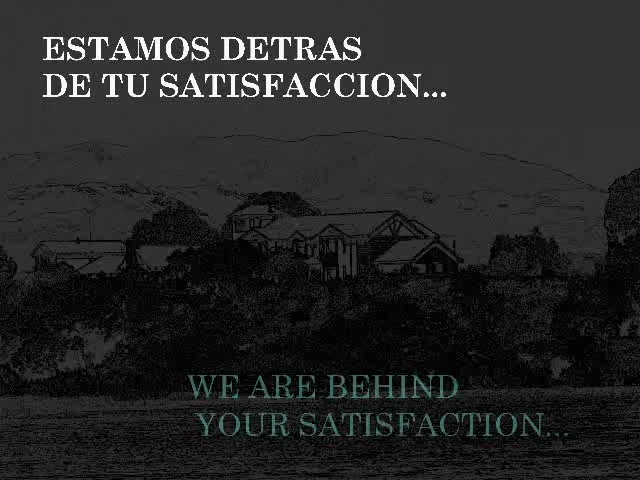 ESTAMOS DETRAS
DE TU SATISFACCION...
WE ARE BEHIND
YOUR SATISFACTION...